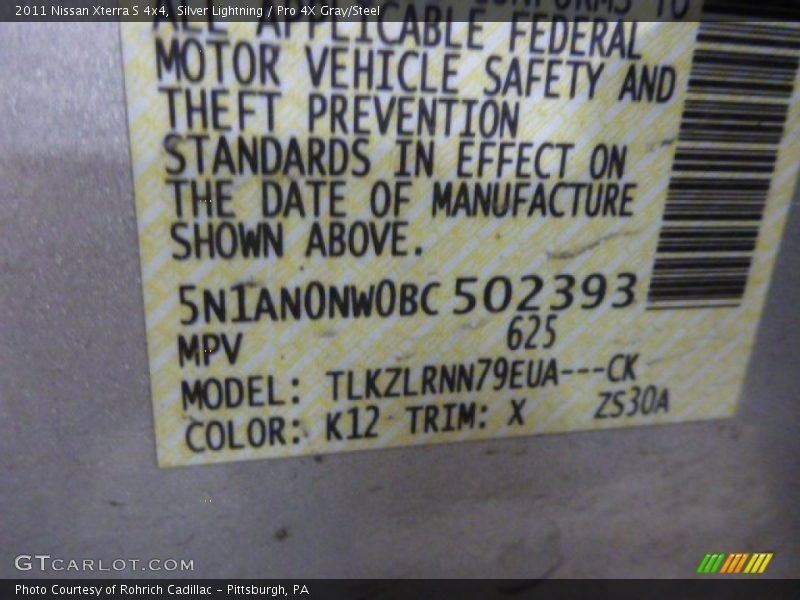 2011 Nissan Xterra S 4x4, Silver Lightning / Pro 4X Gray/Steel
CONFORMS TO
ALL APPLICABLE FEDERAL
MOTOR VEHICLE SAFETY AND
THEFT PREVENTION
STANDARDS IN EFFECT ON
THE DATE OF MANUFACTURE
SHOWN ABOVE.
5N1AN0NW0BC502393
MPV 625
MODEL: TLKZLRNN79EUA---CK
COLOR: K12 TRIM: X ZS30A
GTCARLOT.COM
Photo Courtesy of Rohrich Cadillac - Pittsburgh, PA